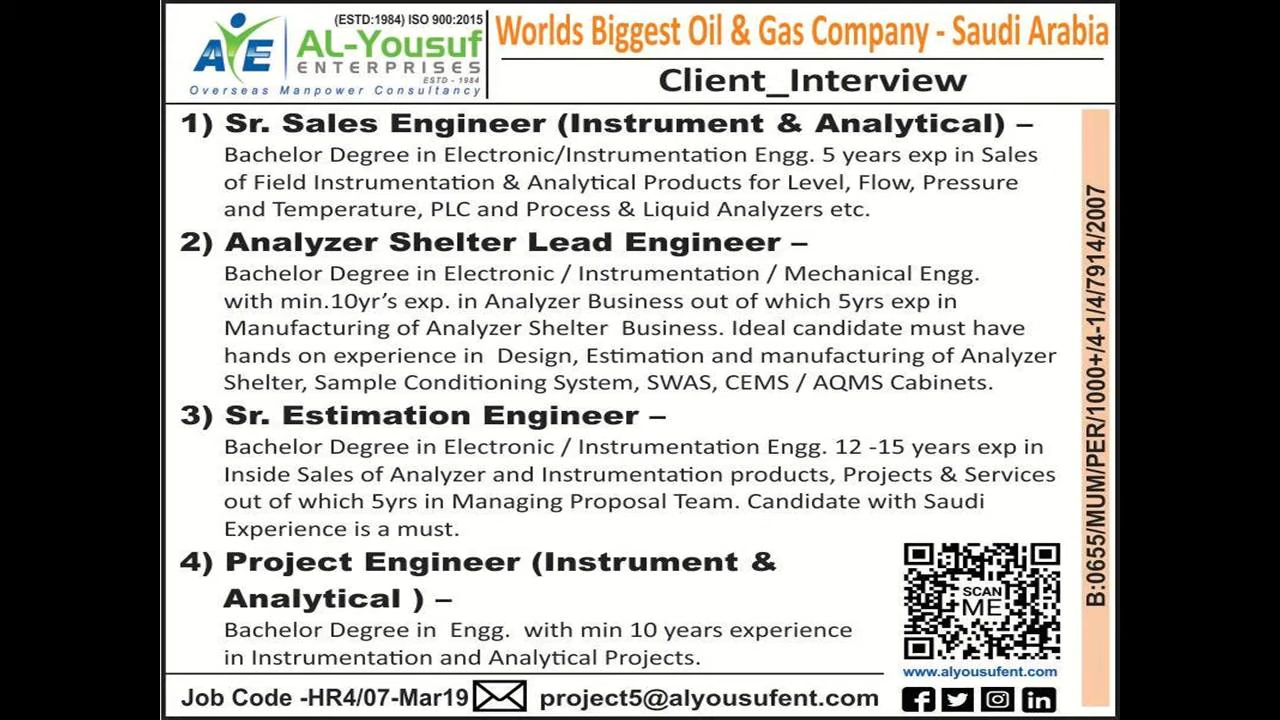 (ESTD:1984) ISO 900:2015
AYE
AL-Yousuf
ENTERPRISES
ESTD - 1984
Overseas Manpower Consultancy
Worlds Biggest Oil & Gas Company - Saudi Arabia
Client_Interview
1) Sr. Sales Engineer (Instrument & Analytical) –
Bachelor Degree in Electronic/Instrumentation Engg. 5 years exp in Sales
of Field Instrumentation & Analytical Products for Level, Flow, Pressure
and Temperature, PLC and Process & Liquid Analyzers etc.
2) Analyzer Shelter Lead Engineer –
Bachelor Degree in Electronic / Instrumentation / Mechanical Engg.
with min.10yr’s exp. in Analyzer Business out of which 5yrs exp in
Manufacturing of Analyzer Shelter Business. Ideal candidate must have
hands on experience in Design, Estimation and manufacturing of Analyzer
Shelter, Sample Conditioning System, SWAS, CEMS / AQMS Cabinets.
3) Sr. Estimation Engineer –
Bachelor Degree in Electronic / Instrumentation Engg. 12 -15 years exp in
Inside Sales of Analyzer and Instrumentation products, Projects & Services
out of which 5yrs in Managing Proposal Team. Candidate with Saudi
Experience is a must.
4) Project Engineer (Instrument &
Analytical ) –
Bachelor Degree in Engg. with min 10 years experience
in Instrumentation and Analytical Projects.
SCAN
ME
www.alyousufent.com
Job Code -HR4/07-Mar19 project5@alyousufent.com
B:0655/MUM/PER/1000+/4-1/4/7914/2007